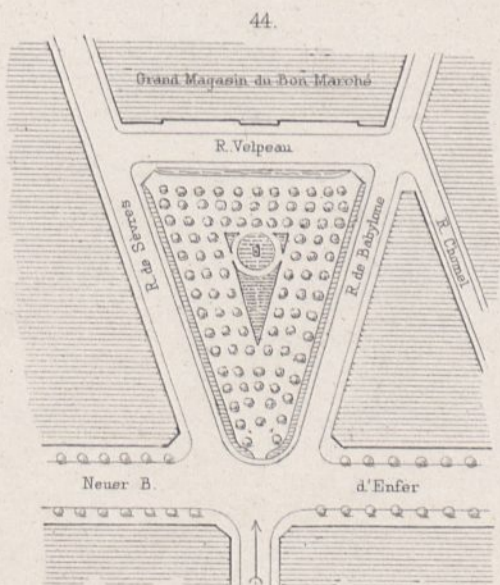 44.
Grand Magasin du Bon Marché
R. Velpeau
R. de Sèvres
R. de Babylone
R. Chomel
Neuer B. d'Enfer